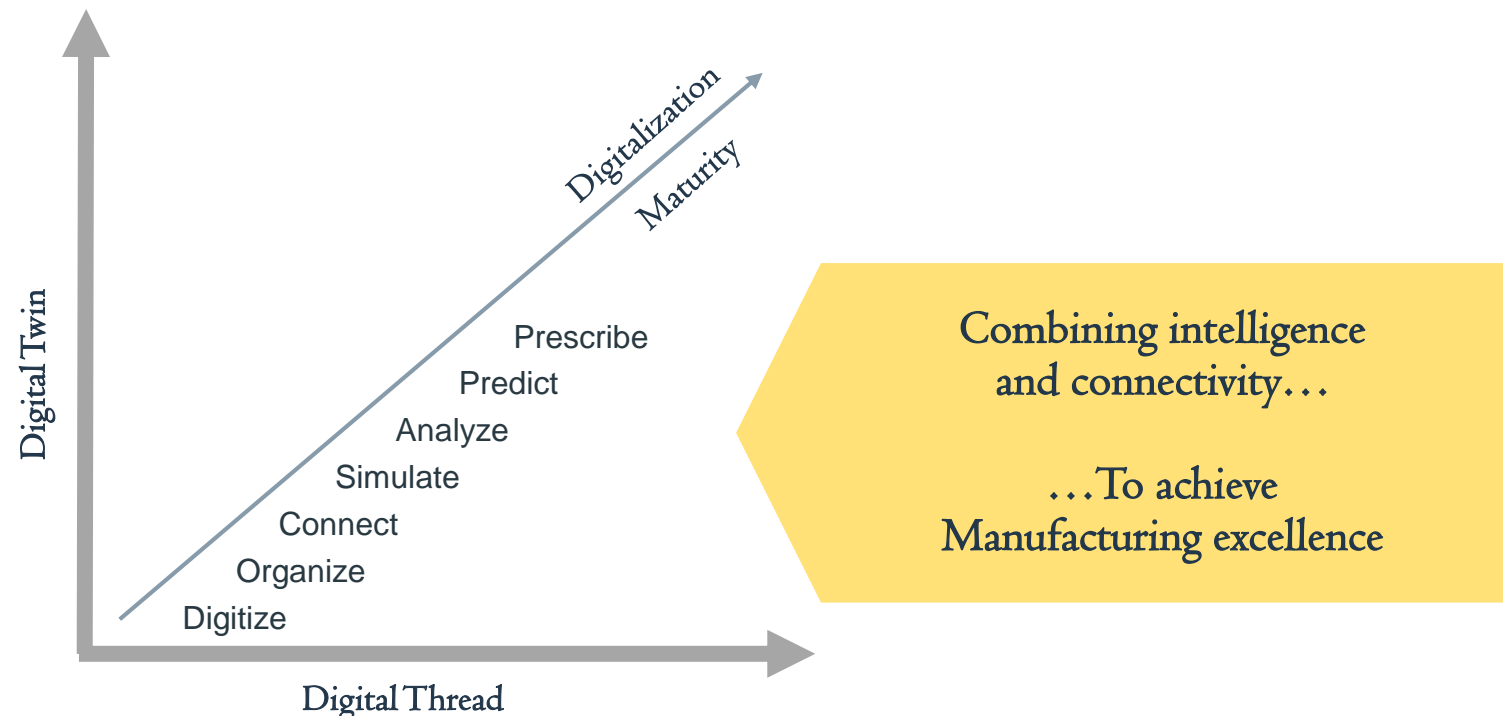 Digitalization
Maturity
Digital Twin
Prescribe
Predict
Analyze
Simulate
Connect
Organize
Digitize
Digital Thread
Combining intelligence
and connectivity…
…To achieve
Manufacturing excellence